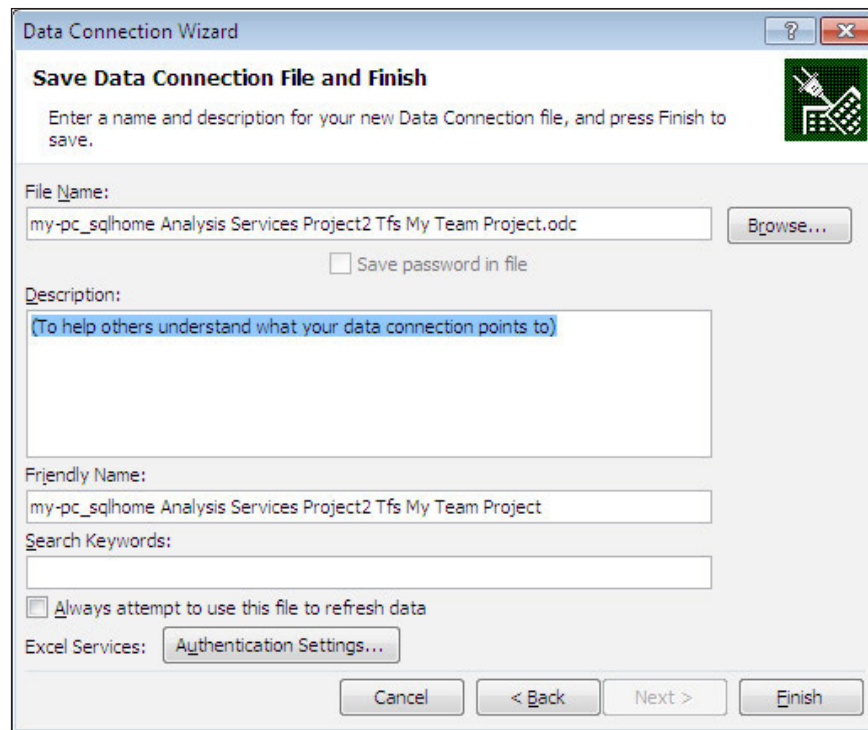 Data Connection Wizard
Save Data Connection File and Finish
Enter a name and description for your new Data Connection file, and press Finish to
save.
File Name:
my-pc_sqlhome Analysis Services Project2 Tfs My Team Project.odc
Browse...
Save password in file
Description:
(To help others understand what your data connection points to)
Friendly Name:
my-pc_sqlhome Analysis Services Project2 Tfs My Team Project
Search Keywords:
Always attempt to use this file to refresh data
Excel Services:
Authentication Settings...
Cancel
< Back
Next >
Finish